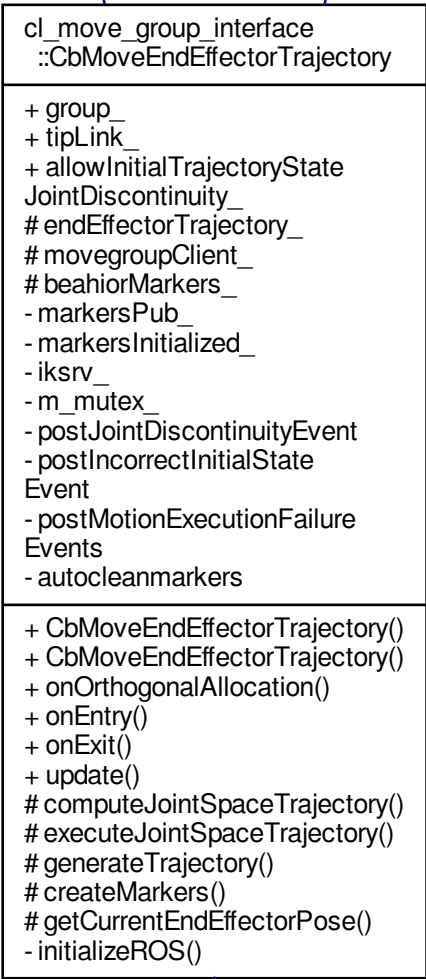 cl_move_group_interface
::CbMoveEndEffectorTrajectory
+ group_
+ tipLink_
+ allowInitialTrajectoryState
JointDiscontinuity_
# endEffectorTrajectory_
# movegroupClient_
# beahiorMarkers_
- markersPub_
- markersInitialized_
- iksrv_
- m_mutex_
- postJointDiscontinuityEvent
- postIncorrectInitialState
Event
- postMotionExecutionFailure
Events
- autocleanmarkers
+ CbMoveEndEffectorTrajectory()
+ CbMoveEndEffectorTrajectory()
+ onOrthogonalAllocation()
+ onEntry()
+ onExit()
+ update()
# computeJointSpaceTrajectory()
# executeJointSpaceTrajectory()
# generateTrajectory()
# createMarkers()
# getCurrentEndEffectorPose()
- initializeROS()